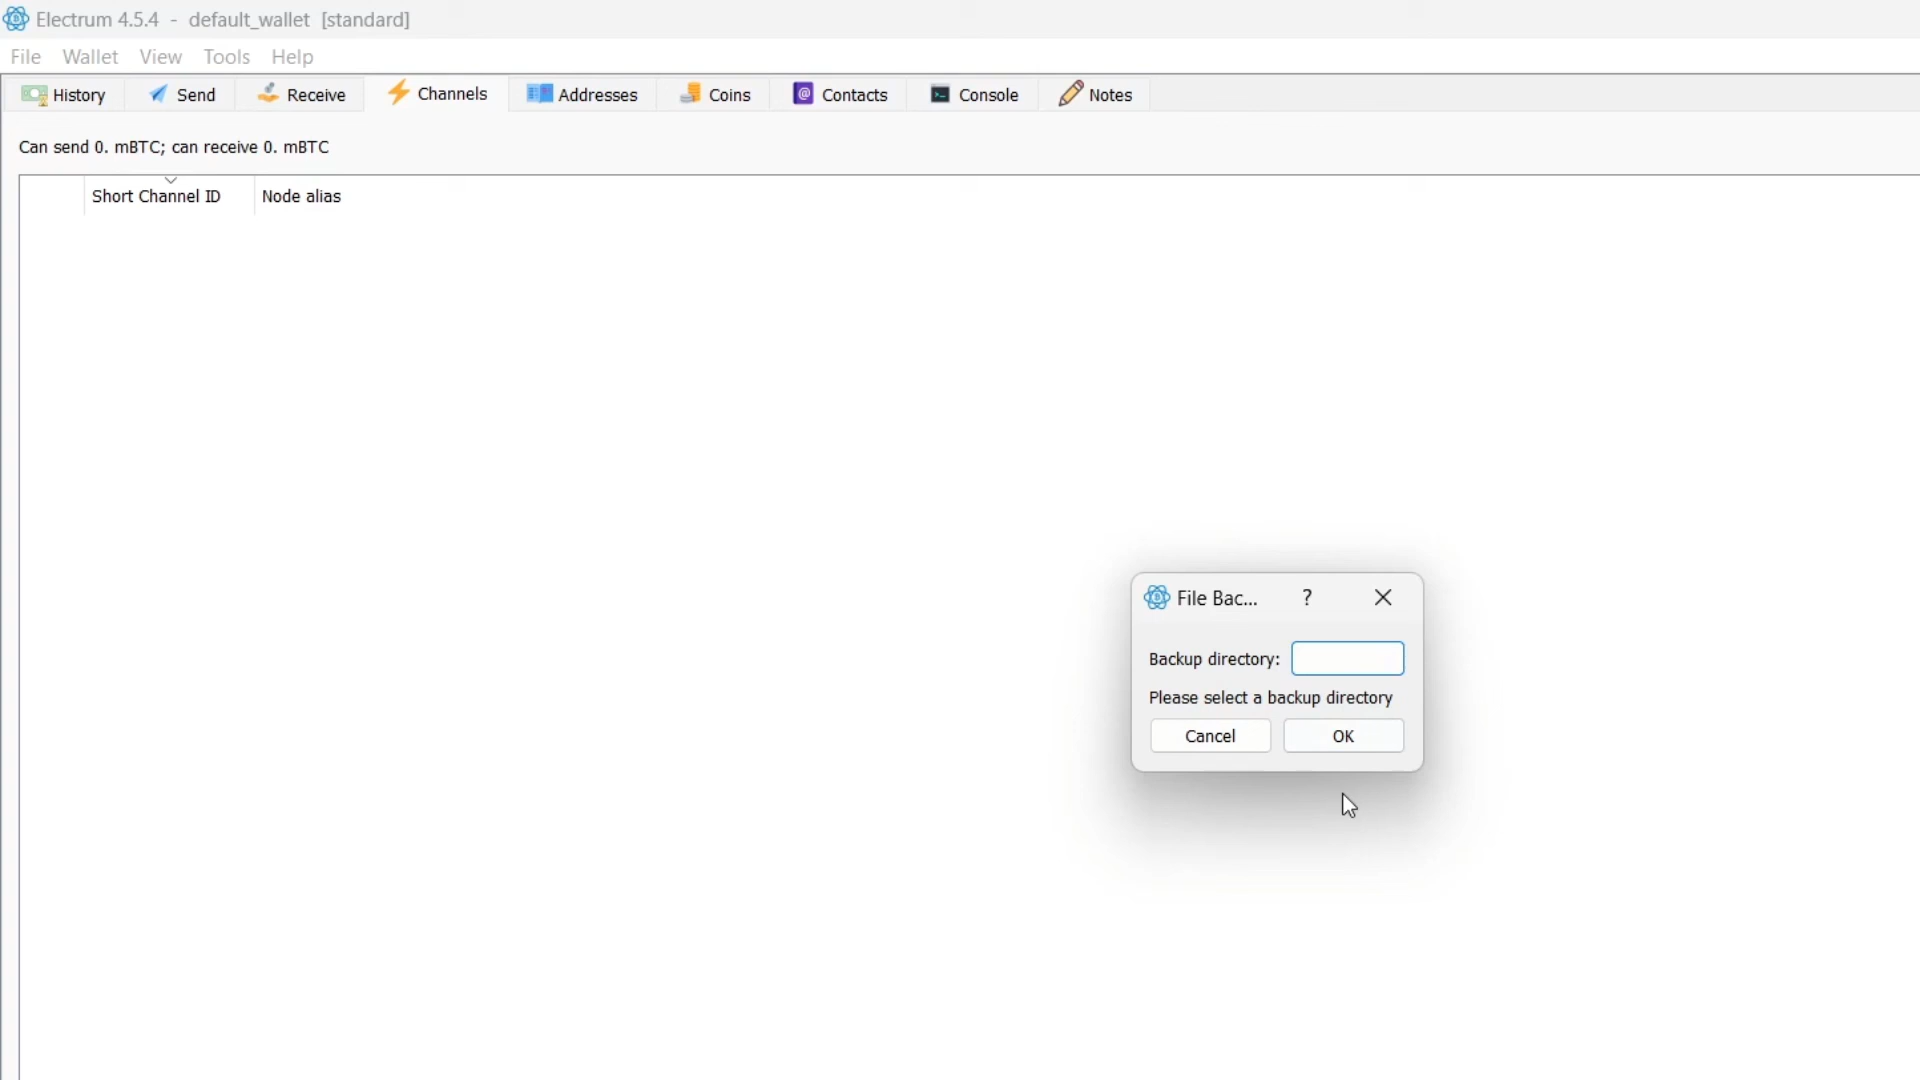 Electrum 4.5.4 - default_wallet [standard]
File Wallet View Tools Help
History Send Receive Channels Addresses Coins Contacts Console Notes
Can send 0. mBTC; can receive 0. mBTC
Short Channel ID Node alias
File Bac... ?
Backup directory:
Please select a backup directory
Cancel OK